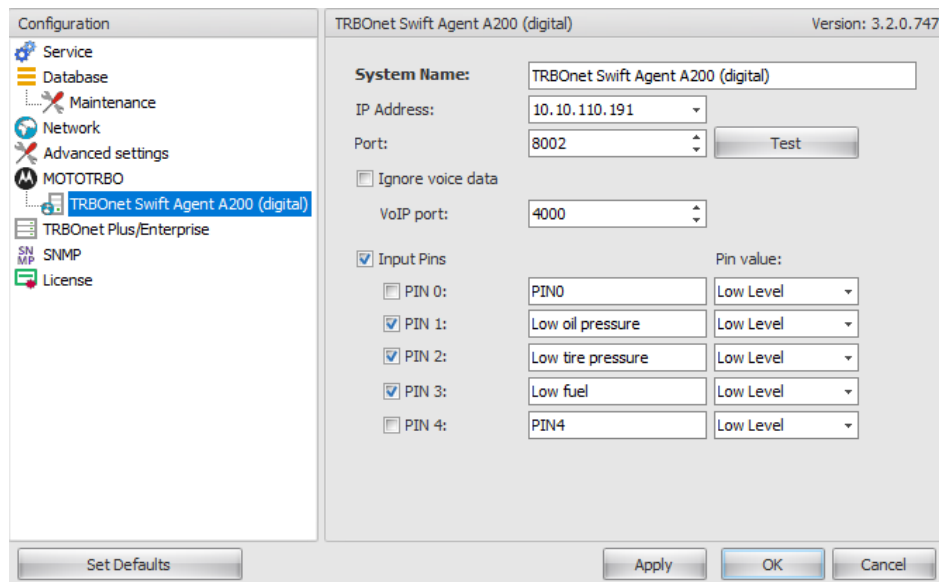 Configuration
Service
Database
Maintenance
Network
Advanced settings
MOTOTRBO
TRBOnet Swift Agent A200 (digital)
TRBOnet Plus/Enterprise
SN
MP
SNMP
License
TRBOnet Swift Agent A200 (digital) Version: 3.2.0.747
System Name: TRBOnet Swift Agent A200 (digital)
IP Address: 10.10.110.191
Port: 8002 Test
Ignore voice data
VoIP port: 4000
Input Pins Pin value:
PIN 0: PIN0 Low Level
PIN 1: Low oil pressure Low Level
PIN 2: Low tire pressure Low Level
PIN 3: Low fuel Low Level
PIN 4: PIN4 Low Level
Set Defaults Apply OK Cancel